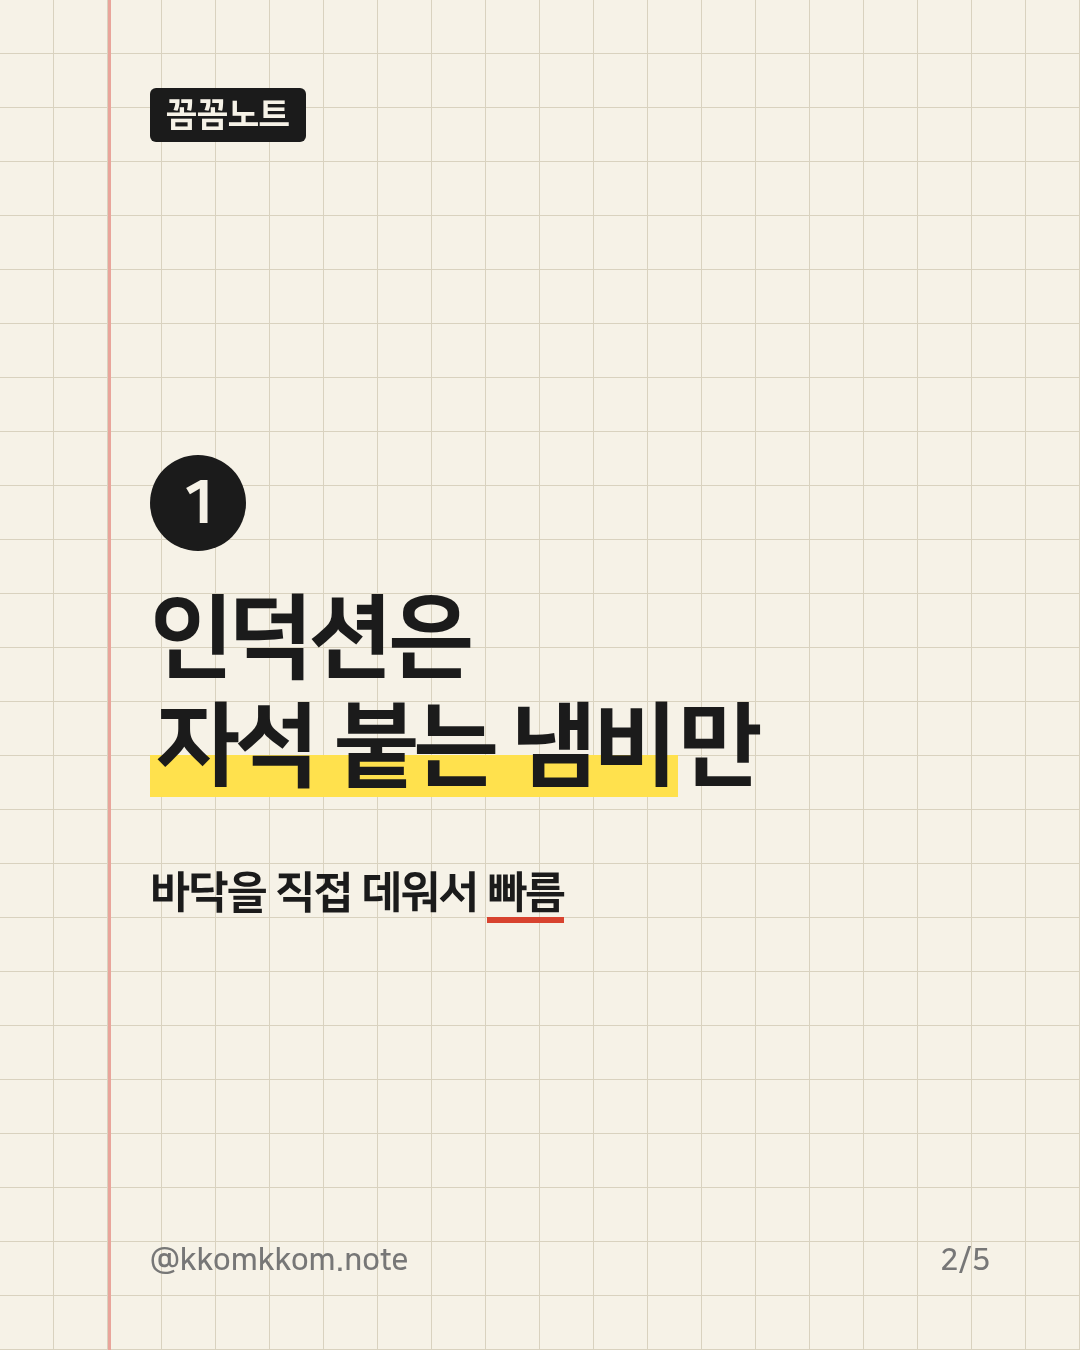 꼼꼼노트
1
인덕션은
자석 붙는 냄비만
바닥을 직접 데워서 빠름
@kkomkkom.note
2/5